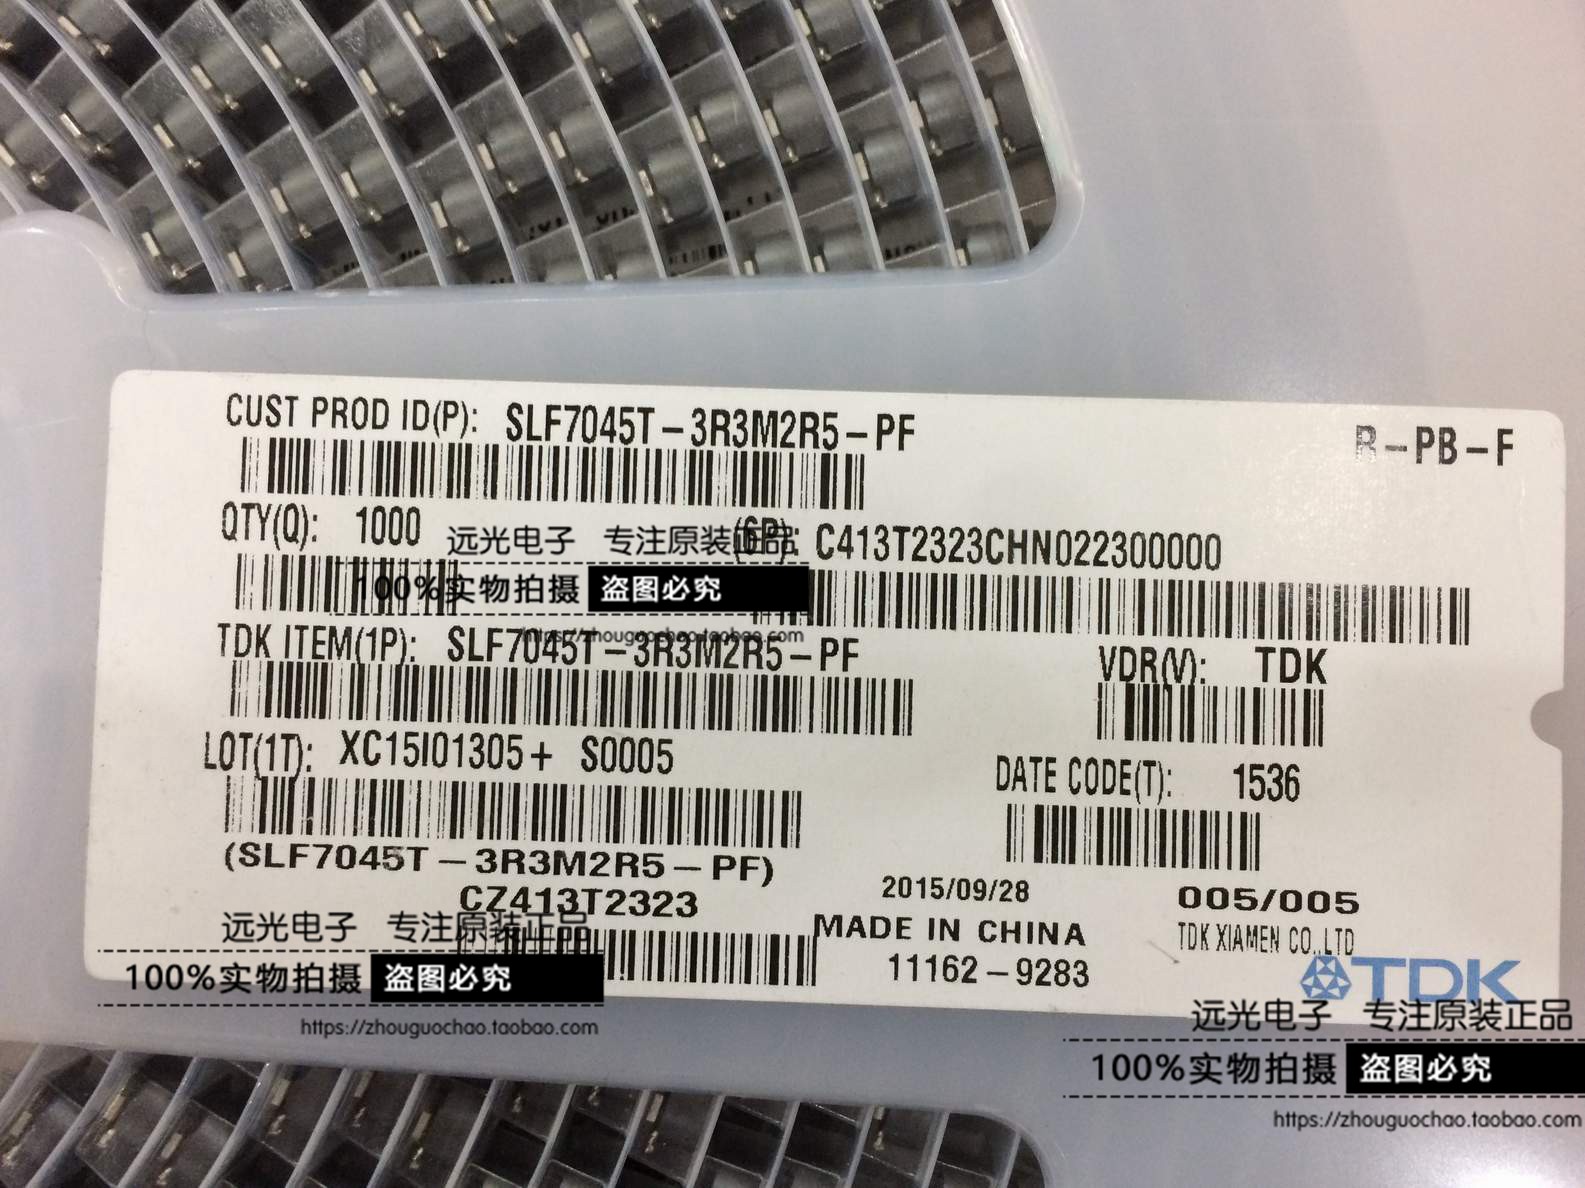 CUST PROD ID(P): SLF7045T-3R3M2R5-PF
R-PB-F
QTY(Q): 1000
(6P): C413T2323CHN022300000
远光电子 专注原装正品
100%实物拍摄 盗图必究
https://zhouguochao.taobao.com
TDK ITEM(1P): SLF7045T-3R3M2R5-PF
VDR(V): TDK
LOT(1T): XC15I01305+ S0005
DATE CODE(T): 1536
(SLF7045T-3R3M2R5-PF)
CZ413T2323
2015/09/28
005/005
MADE IN CHINA
TDK XIAMEN CO.,LTD
11162-9283
TDK
远光电子 专注原装正品
100%实物拍摄 盗图必究
https://zhouguochao.taobao.com
远光电子 专注原装正品
100%实物拍摄 盗图必究
https://zhouguochao.taobao.com